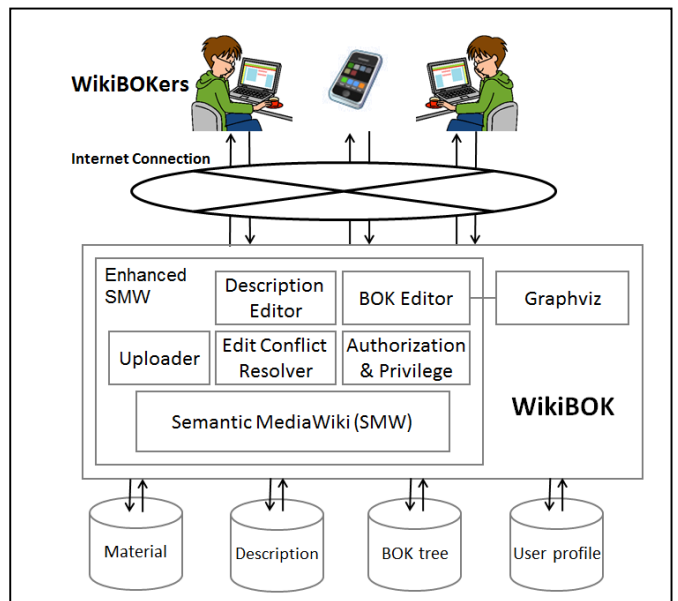 WikiBOKers
Internet Connection
Enhanced
SMW
Description
Editor
BOK Editor
Graphviz
Uploader
Edit Conflict
Resolver
Authorization
& Privilege
Semantic MediaWiki (SMW)
WikiBOK
Material
Description
BOK tree
User profile